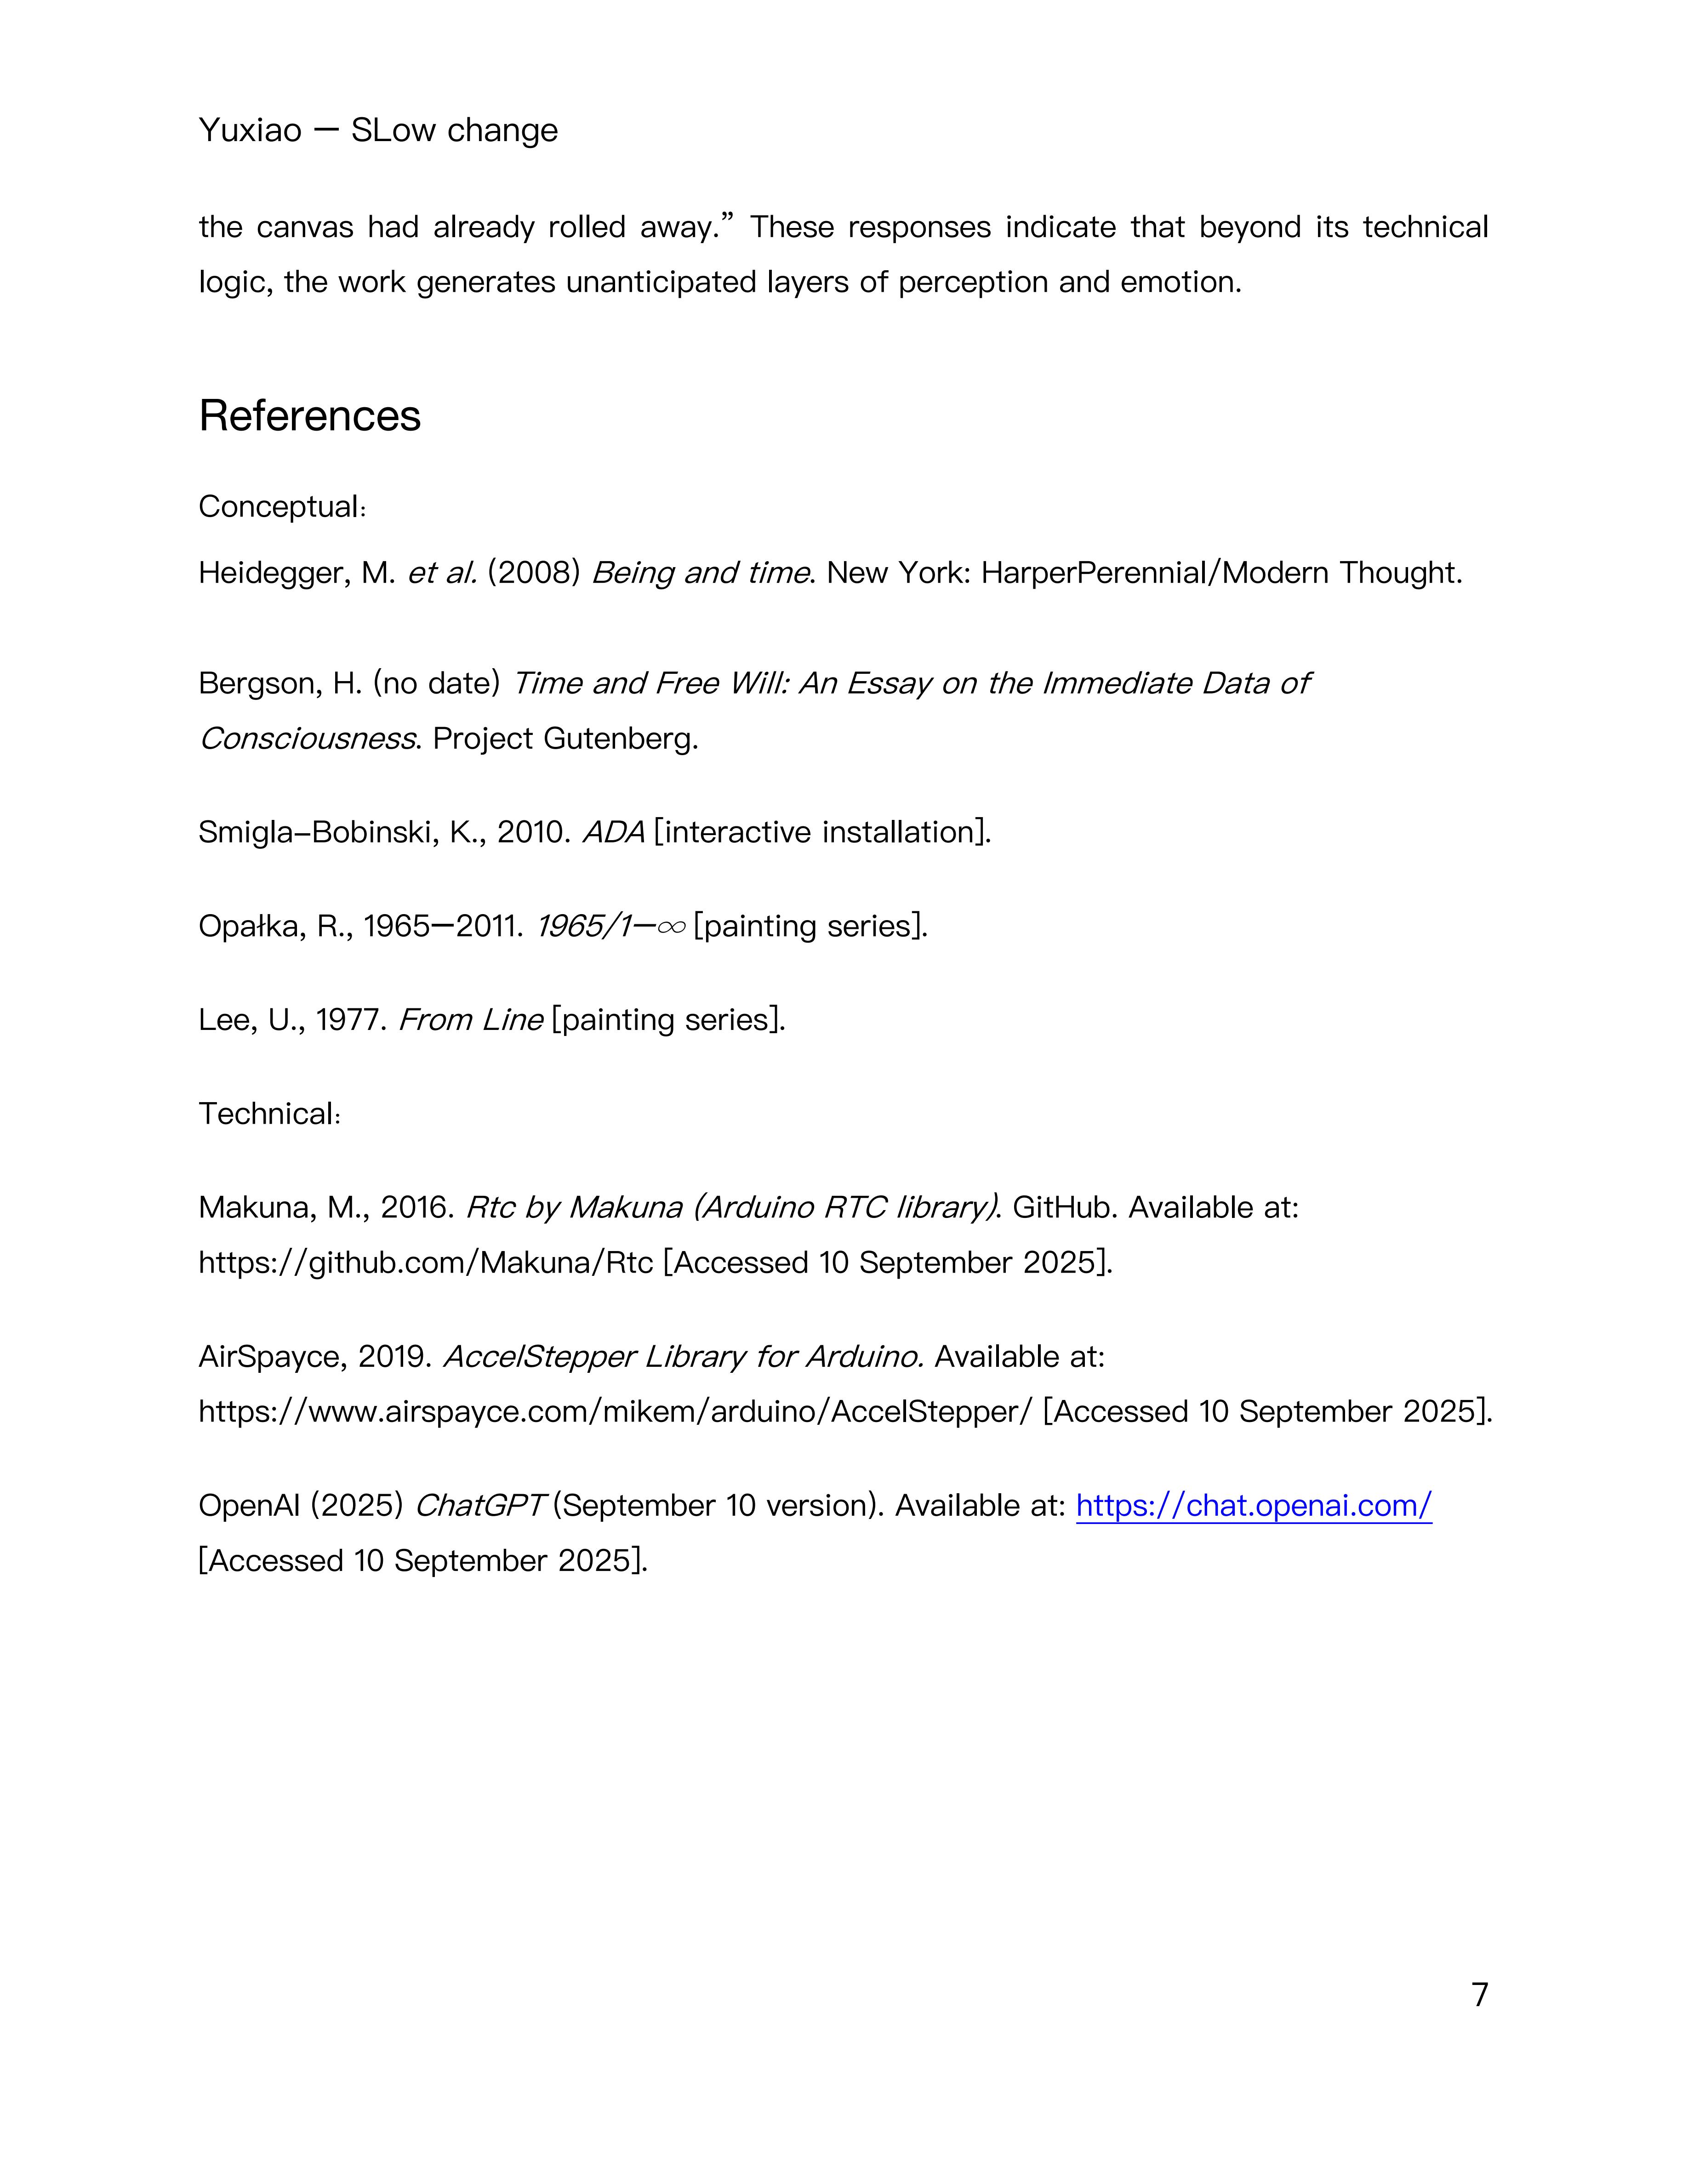 Yuxiao — SLow change
the canvas had already rolled away.” These responses indicate that beyond its technical
logic, the work generates unanticipated layers of perception and emotion.
References
Conceptual:
Heidegger, M. et al. (2008) Being and time. New York: HarperPerennial/Modern Thought.
Bergson, H. (no date) Time and Free Will: An Essay on the Immediate Data of
Consciousness. Project Gutenberg.
Smigla–Bobinski, K., 2010. ADA [interactive installation].
Opałka, R., 1965—2011. 1965/1—∞ [painting series].
Lee, U., 1977. From Line [painting series].
Technical:
Makuna, M., 2016. Rtc by Makuna (Arduino RTC library). GitHub. Available at:
https://github.com/Makuna/Rtc [Accessed 10 September 2025].
AirSpayce, 2019. AccelStepper Library for Arduino. Available at:
https://www.airspayce.com/mikem/arduino/AccelStepper/ [Accessed 10 September 2025].
OpenAI (2025) ChatGPT (September 10 version). Available at: https://chat.openai.com/
[Accessed 10 September 2025].
7